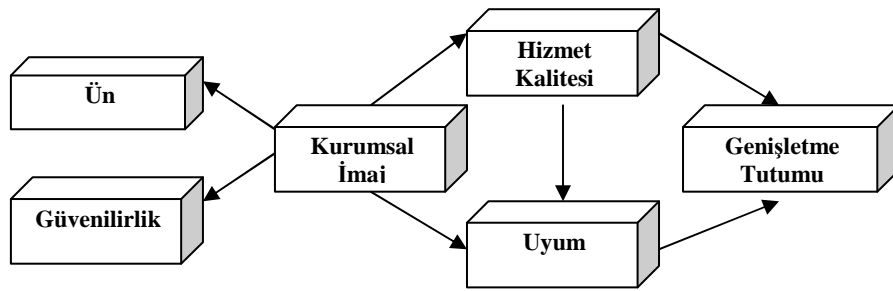 Ün
Güvenilirlik
Kurumsal
İmaj
Hizmet
Kalitesi
Uyum
Genişletme
Tutumu